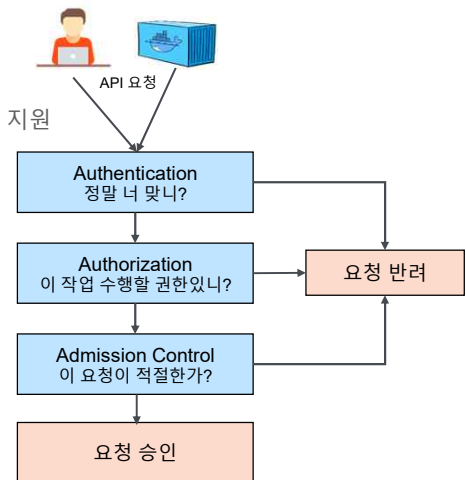 API 요청
지원
Authentication
정말 너 맞니?
Authorization
이 작업 수행할 권한있니?
요청 반려
Admission Control
이 요청이 적절한가?
요청 승인